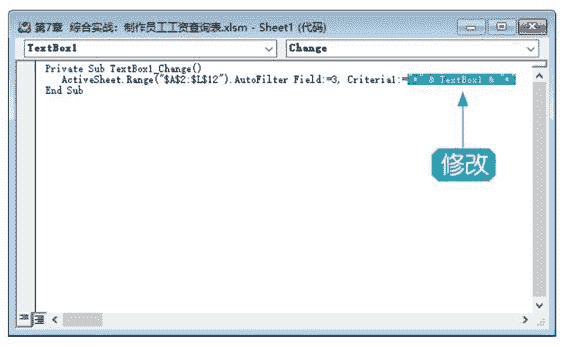 第7章 综合实战：制作员工工资查询表.xlsm - Sheet1 (代码)
TextBox1 Change
Private Sub TextBox1_Change()
ActiveSheet.Range("$A$2:$L$12").AutoFilter Field:=3, Criteria1:="*" & TextBox1 & "*"
End Sub
修改